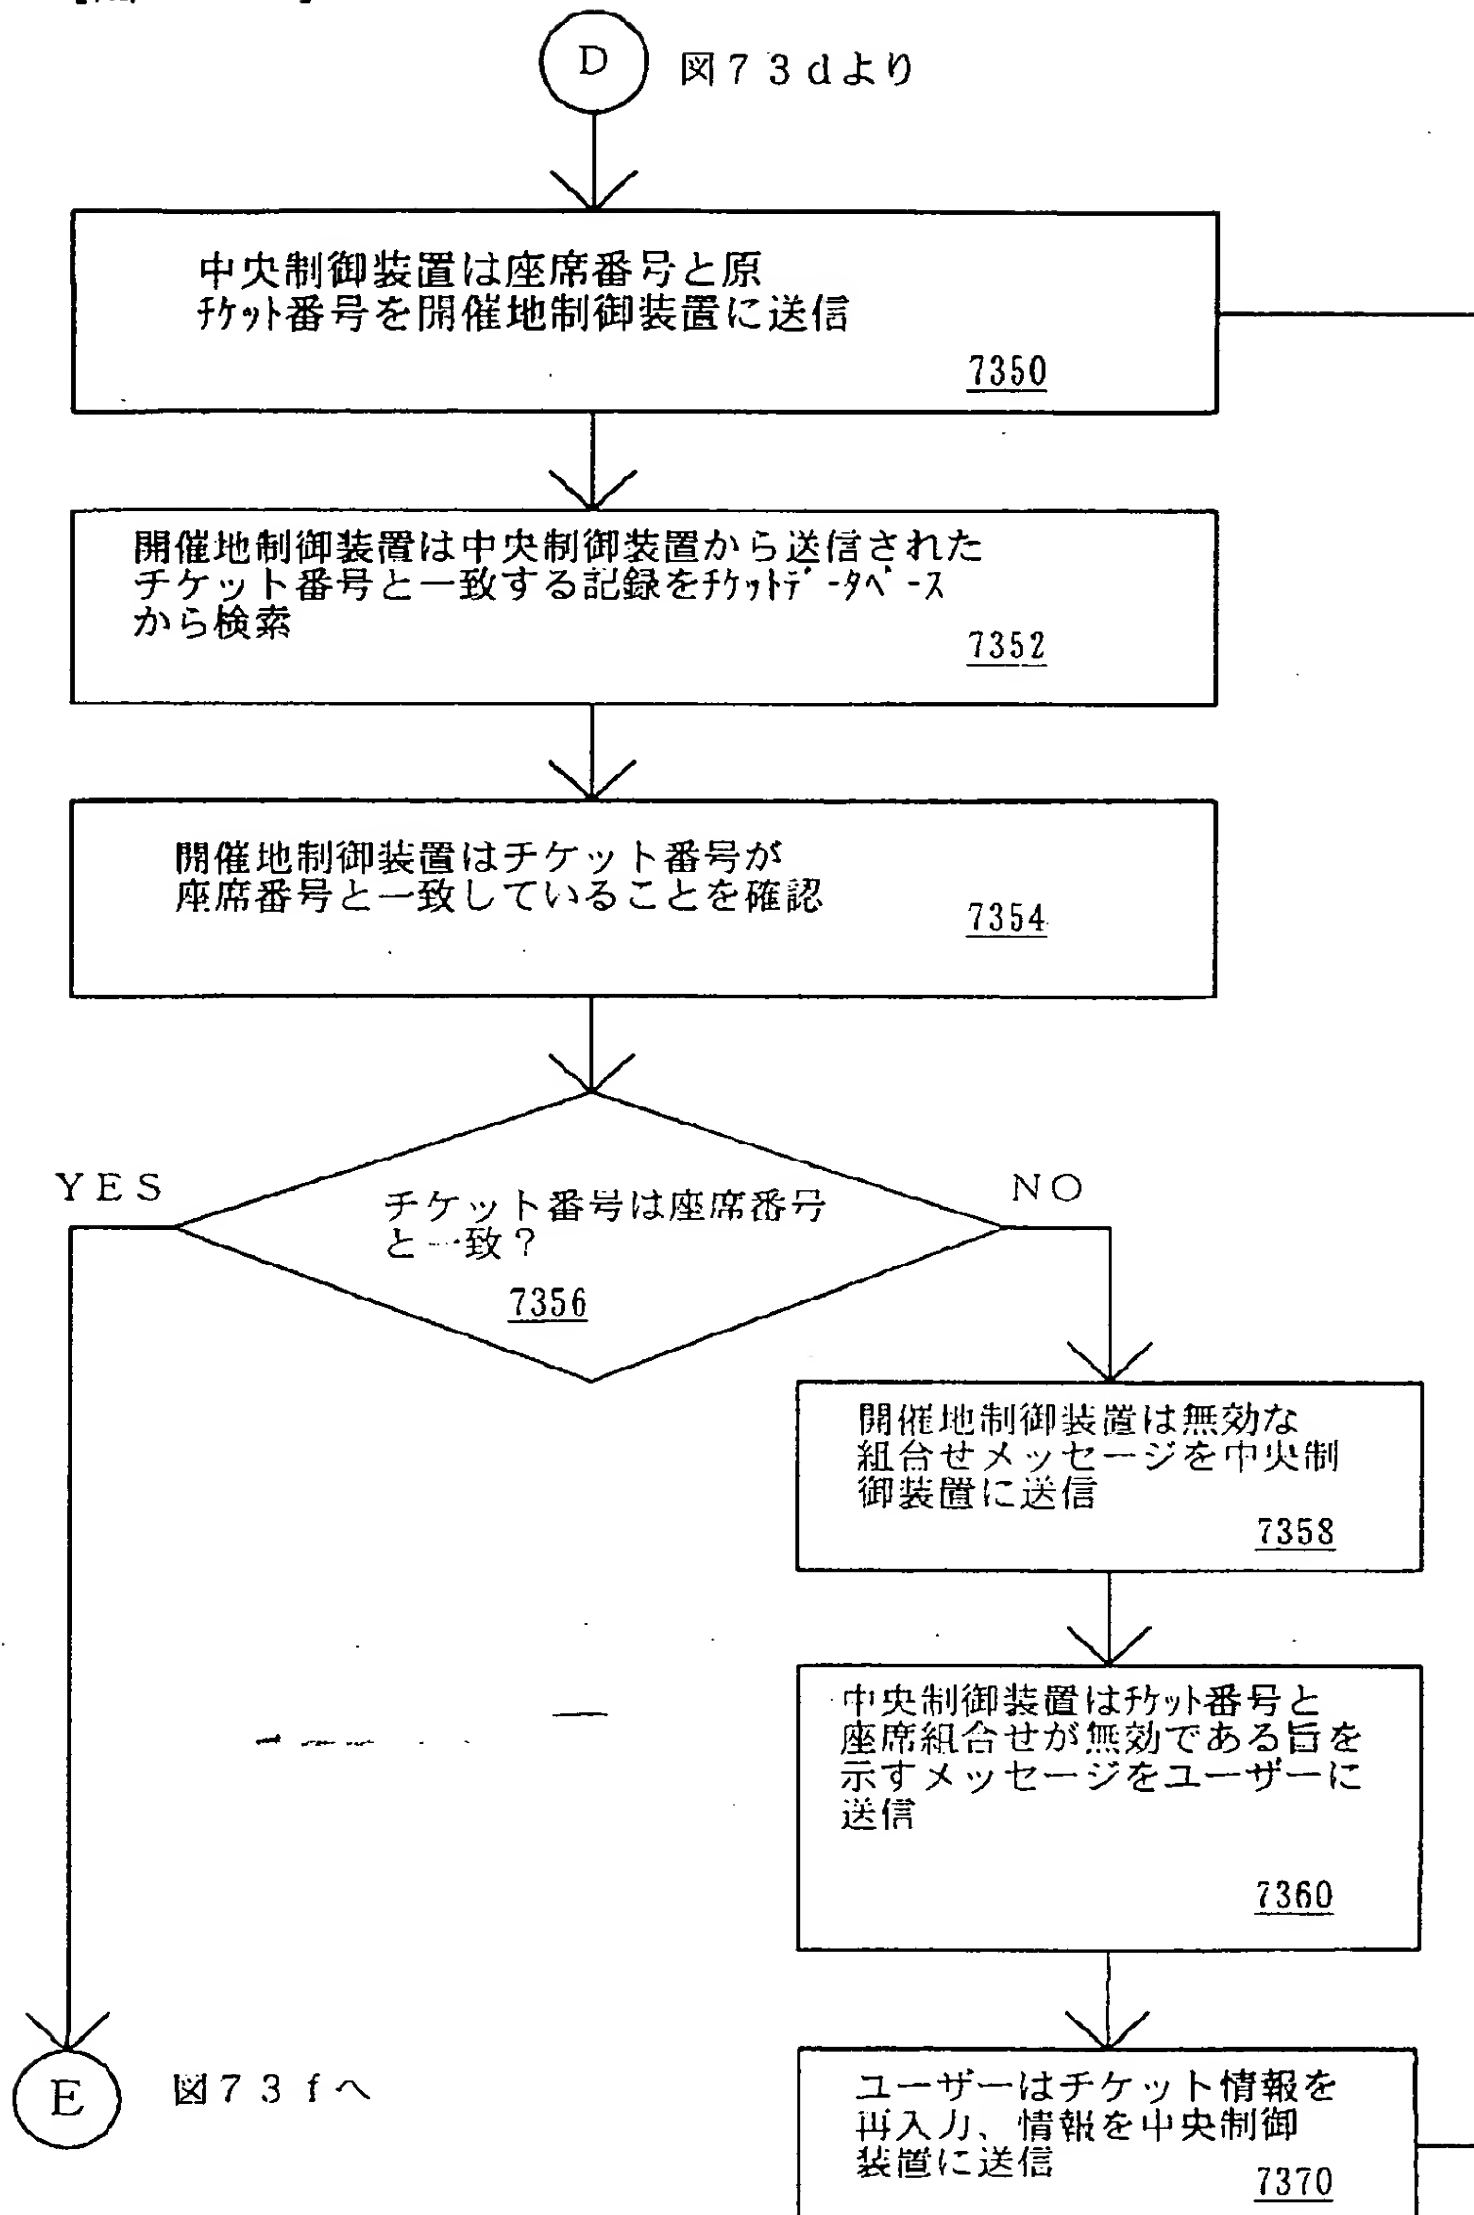 D
図73dより
中央制御装置は座席番号と原
ﾁｹｯﾄ番号を開催地制御装置に送信
7350
開催地制御装置は中央制御装置から送信された
チケット番号と一致する記録をﾁｹｯﾄﾃﾞｰﾀﾍﾞｰｽ
から検索
7352
開催地制御装置はチケット番号が
座席番号と一致していることを確認
7354
YES
NO
チケット番号は座席番号
と一致?
7356
開催地制御装置は無効な
組合せメッセージを中央制
御装置に送信
7358
中央制御装置はﾁｹｯﾄ番号と
座席組合せが無効である旨を
示すメッセージをユーザーに
送信
7360
E
図73fへ
ユーザーはチケット情報を
再入力、情報を中央制御
装置に送信
7370